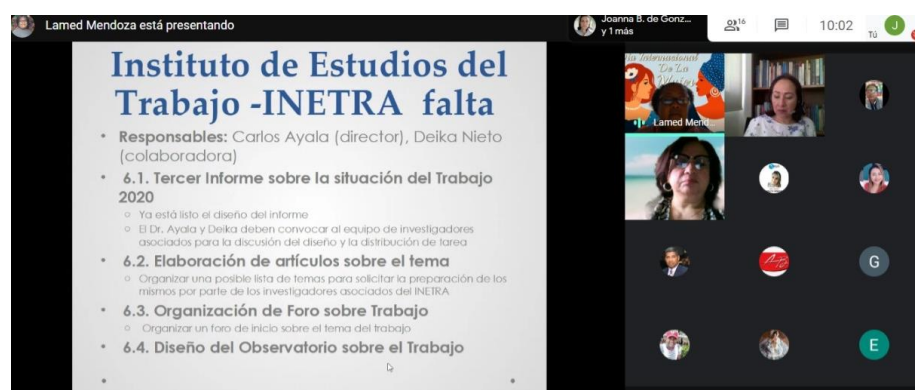 Lamed Mendoza está presentando
Joanna B. de Gonz...
y 1 más
16
10:02
Tú
J
Instituto de Estudios del
Trabajo -INETRA falta
• Responsables: Carlos Ayala (director), Deika Nieto
(colaboradora)
• 6.1. Tercer Informe sobre la situación del Trabajo
2020
○ Ya está listo el diseño del informe
○ El Dr. Ayala y Deika deben convocar al equipo de investigadores
asociados para la discusión del diseño y la distribución de tarea
• 6.2. Elaboración de artículos sobre el tema
○ Organizar una posible lista de temas para solicitar la preparación de los
mismos por parte de los investigadores asociados del INETRA
• 6.3. Organización de Foro sobre Trabajo
○ Organizar un foro de inicio sobre el tema del trabajo
• 6.4. Diseño del Observatorio sobre el Trabajo
Internacional
De La
Mujer
Lamed Mend...
G
E